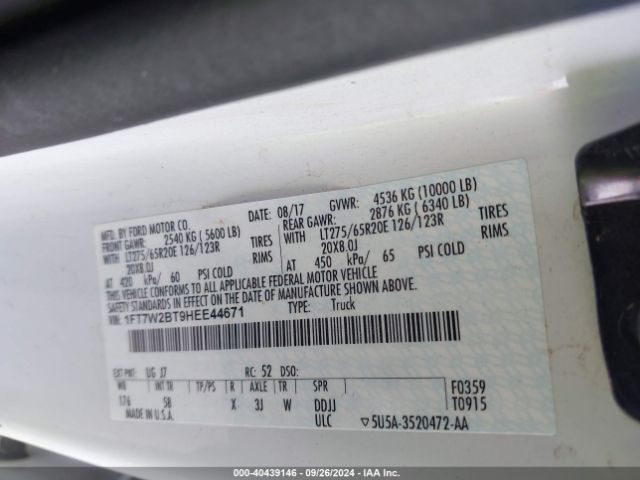 MFD. BY FORD MOTOR CO.
DATE: 08/17 GVWR: 4536 KG (10000 LB)
FRONT GAWR: 2540 KG (5600 LB) REAR GAWR: 2876 KG (6340 LB)
WITH LT275/65R20E 126/123R TIRES WITH LT275/65R20E 126/123R TIRES
20X8.0J RIMS 20X8.0J RIMS
AT 420 kPa/ 60 PSI COLD AT 450 kPa/ 65 PSI COLD
THIS VEHICLE CONFORMS TO ALL APPLICABLE FEDERAL MOTOR VEHICLE
SAFETY STANDARDS IN EFFECT ON THE DATE OF MANUFACTURE SHOWN ABOVE.
VIN: 1FT7W2BT9HEE44671 TYPE: Truck
EXT PNT: RC: 52 DSO: F0359
WB INT TR TP/PS R AXLE TR SPR T0915
176 SB X 3J W DDJJ
MADE IN U.S.A. ULC ▽5U5A-3520472-AA
000-40439146 - 09/26/2024 - IAAI.COM